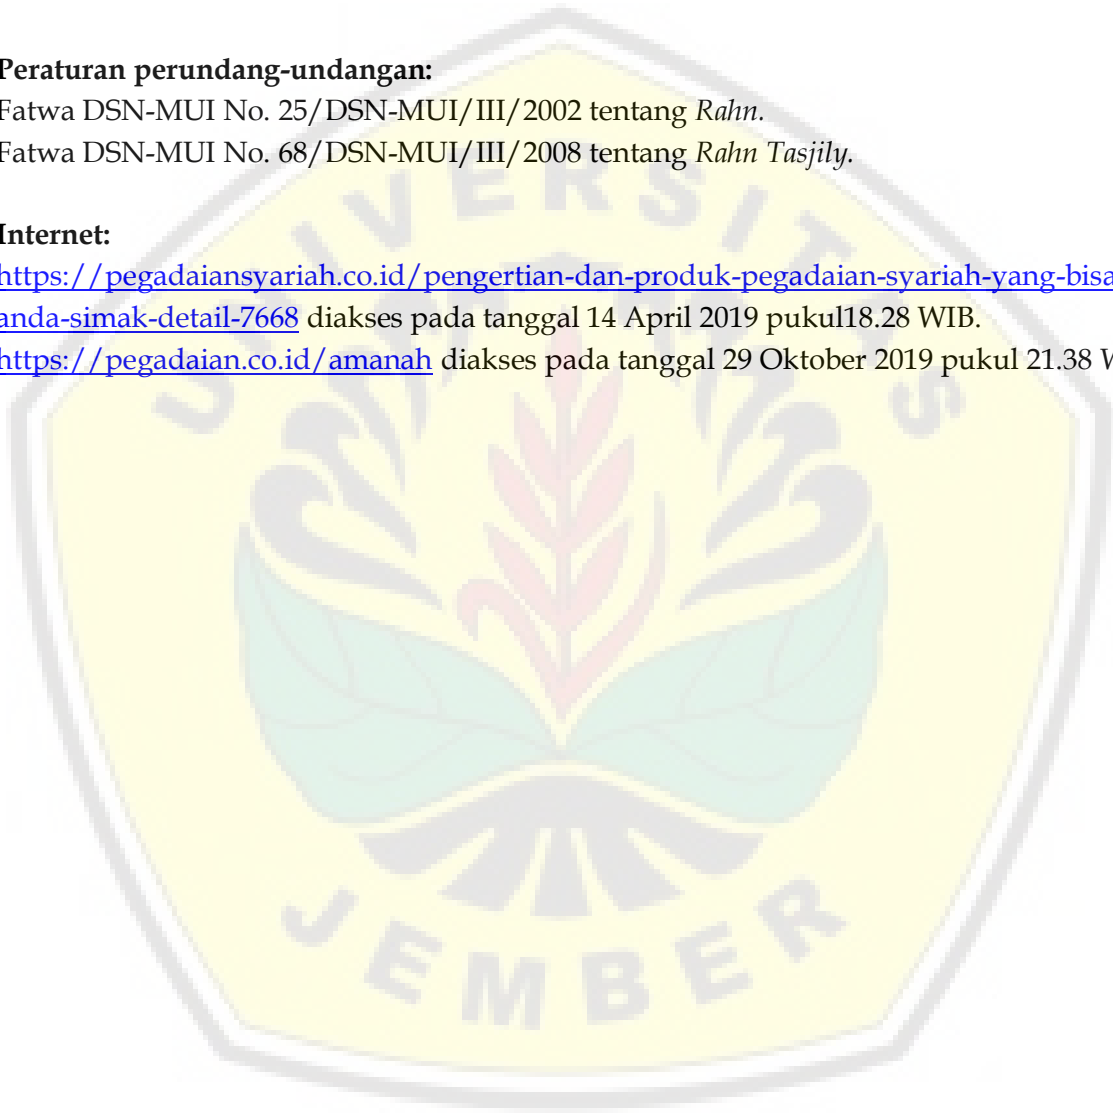 Peraturan perundang-undangan:
Fatwa DSN-MUI No. 25/DSN-MUI/III/2002 tentang Rahn.
Fatwa DSN-MUI No. 68/DSN-MUI/III/2008 tentang Rahn Tasjily.
Internet:
https://pegadaiansyariah.co.id/pengertian-dan-produk-pegadaian-syariah-yang-bisa
anda-simak-detail-7668 diakses pada tanggal 14 April 2019 pukul18.28 WIB.
https://pegadaian.co.id/amanah diakses pada tanggal 29 Oktober 2019 pukul 21.38 W
UNIVERSITAS
JEMBER